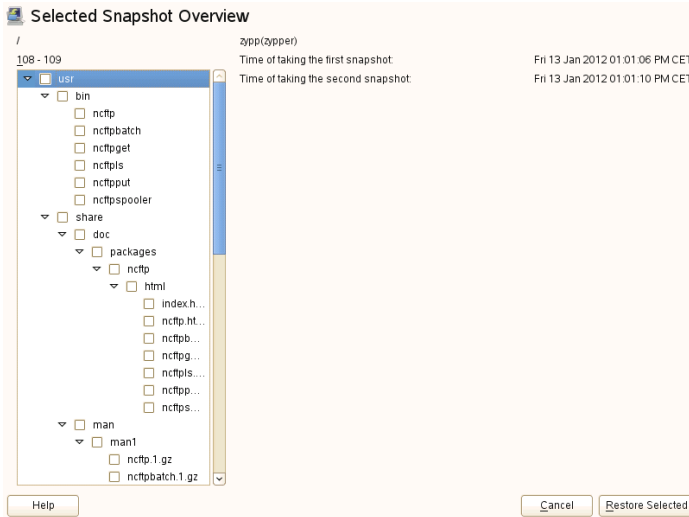 Selected Snapshot Overview
/
108 - 109
usr
bin
ncftp
ncftpbatch
ncftpget
ncftpls
ncftpput
ncftpspooler
share
doc
packages
ncftp
html
index.h...
ncftp.ht...
ncftpb...
ncftpg...
ncftpls....
ncftpp...
ncftps...
man
man1
ncftp.1.gz
ncftpbatch.1.gz
zypp(zypper)
Time of taking the first snapshot: Fri 13 Jan 2012 01:01:06 PM CET
Time of taking the second snapshot: Fri 13 Jan 2012 01:01:10 PM CET
Help
Cancel
Restore Selected